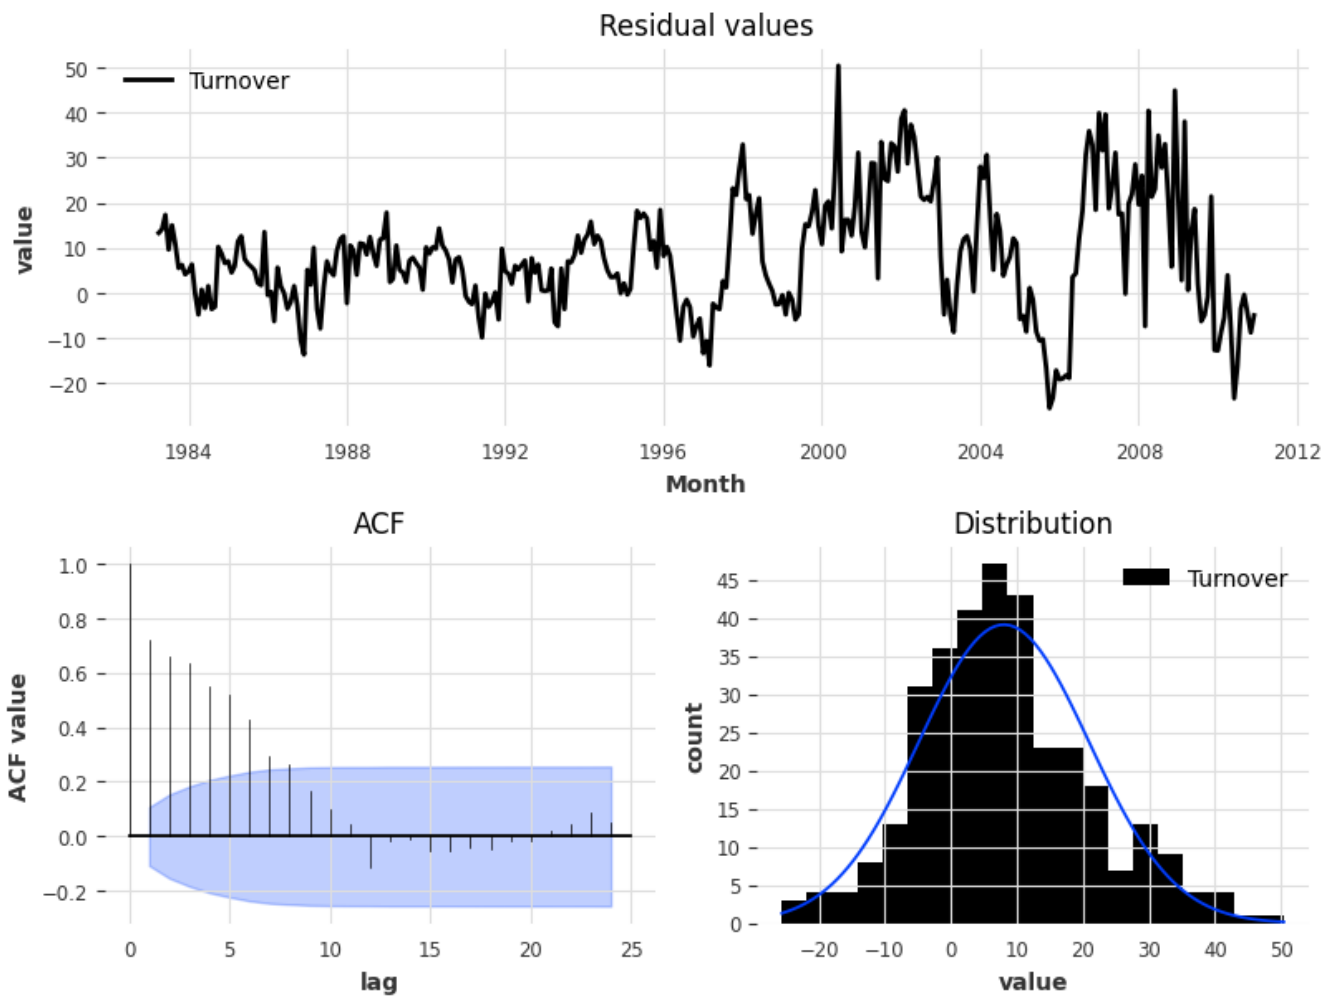 Residual values
Turnover
50
40
30
20
10
0
−10
−20
value
1984 1988 1992 1996 2000 2004 2008 2012
Month
ACF
1.0
0.8
0.6
0.4
0.2
0.0
−0.2
ACF value
0 5 10 15 20 25
lag
Distribution
Turnover
45
40
35
30
25
20
15
10
5
0
count
−20 −10 0 10 20 30 40 50
value